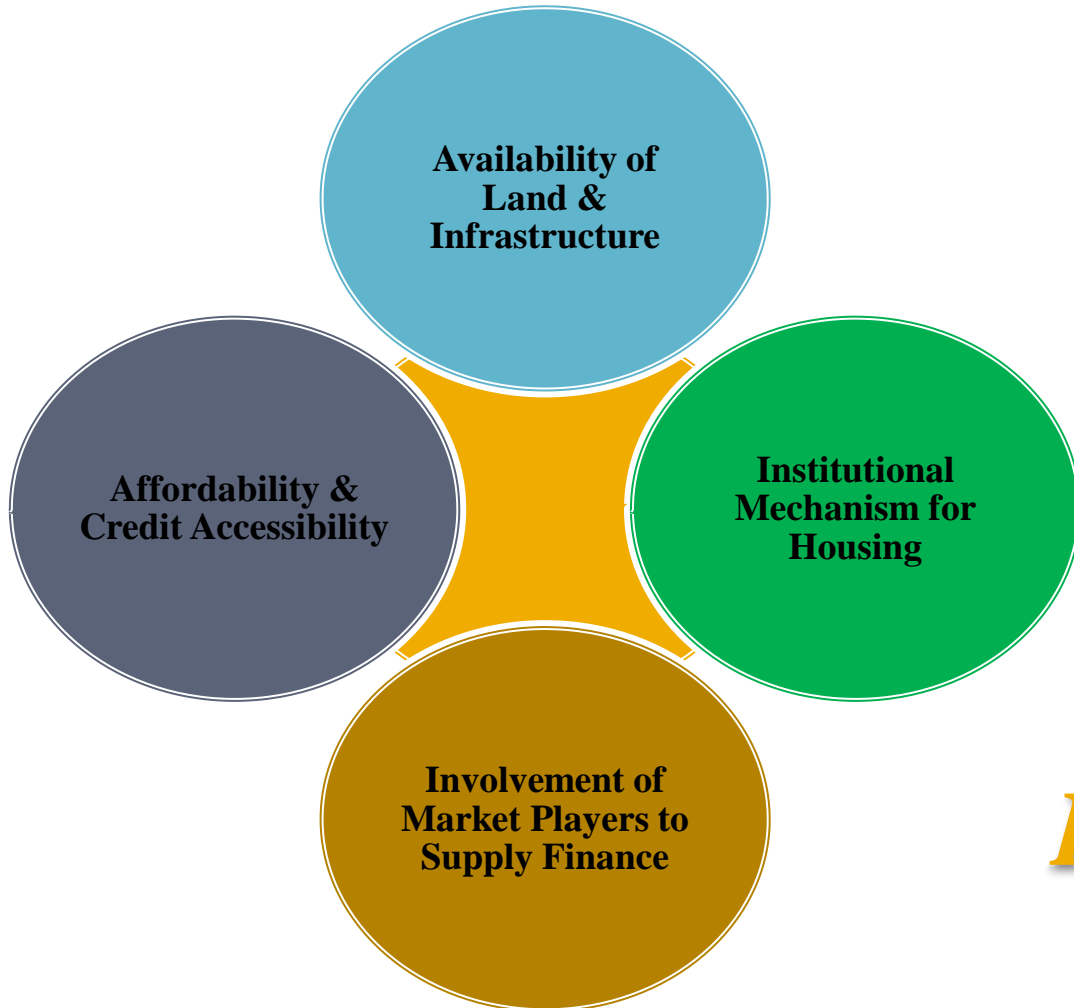 Availability of
Land &
Infrastructure
Affordability &
Credit Accessibility
Institutional
Mechanism for
Housing
Involvement of
Market Players to
Supply Finance